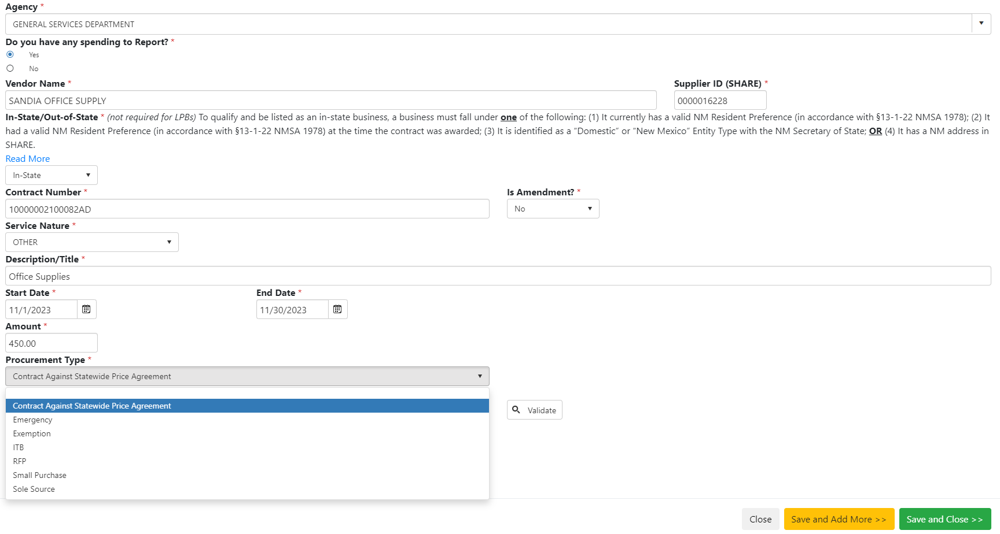 Agency *
GENERAL SERVICES DEPARTMENT
Do you have any spending to Report? *
Yes
No
Vendor Name *
Supplier ID (SHARE) *
SANDIA OFFICE SUPPLY
0000016228
In-State/Out-of-State * (not required for LPBs) To qualify and be listed as an in-state business, a business must fall under one of the following: (1) It currently has a valid NM Resident Preference (in accordance with §13-1-22 NMSA 1978); (2) It
had a valid NM Resident Preference (in accordance with §13-1-22 NMSA 1978) at the time the contract was awarded; (3) It is identified as a “Domestic” or “New Mexico” Entity Type with the NM Secretary of State; OR (4) It has a NM address in
SHARE.
Read More
In-State
Contract Number *
Is Amendment? *
10000002100082AD
No
Service Nature *
OTHER
Description/Title *
Office Supplies
Start Date *
End Date *
11/1/2023
11/30/2023
Amount *
450.00
Procurement Type *
Contract Against Statewide Price Agreement
Contract Against Statewide Price Agreement
Validate
Emergency
Exemption
ITB
RFP
Small Purchase
Sole Source
Close
Save and Add More >>
Save and Close >>